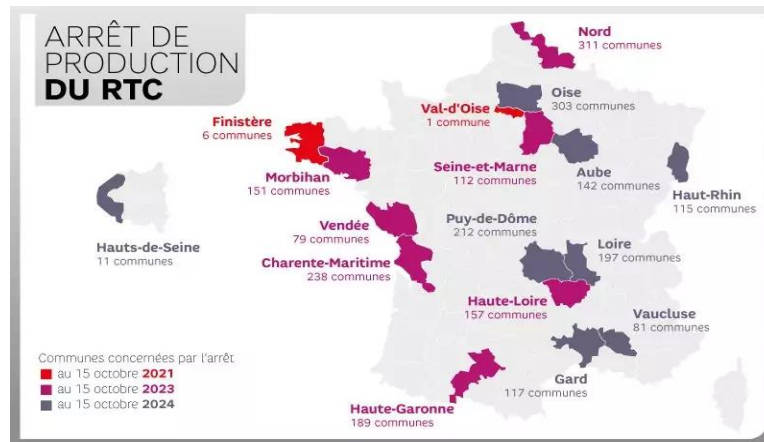 ARRÊT DE
PRODUCTION
DU RTC
Nord
311 communes
Oise
303 communes
Val-d'Oise
1 commune
Finistère
6 communes
Seine-et-Marne
112 communes
Aube
142 communes
Haut-Rhin
115 communes
Morbihan
151 communes
Hauts-de-Seine
11 communes
Vendée
79 communes
Puy-de-Dôme
212 communes
Loire
197 communes
Charente-Maritime
238 communes
Haute-Loire
157 communes
Vaucluse
81 communes
Gard
117 communes
Haute-Garonne
189 communes
Communes concernées par l'arrêt
au 15 octobre 2021
au 15 octobre 2023
au 15 octobre 2024